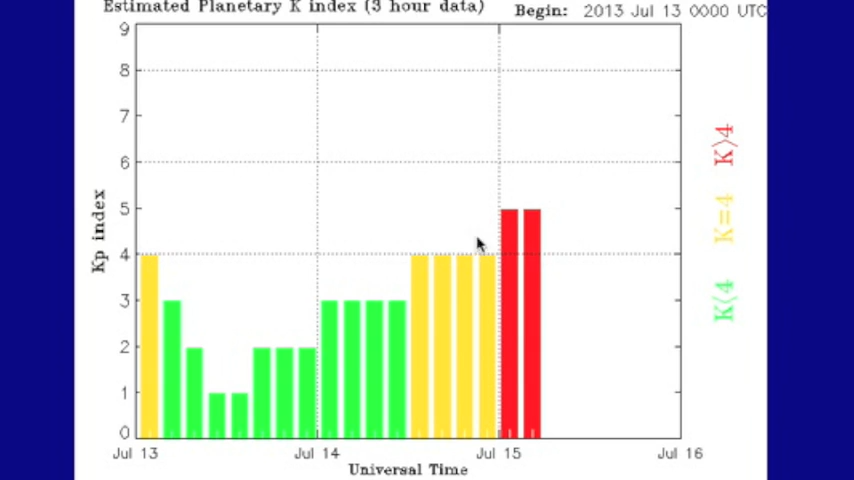 Estimated Planetary K index (3 hour data) Begin: 2013 Jul 13 0000 UTC
9
8
7
6
5
4
3
2
1
0
Kp index
Jul 13 Jul 14 Jul 15 Jul 16
Universal Time
K>4
K=4
K<4